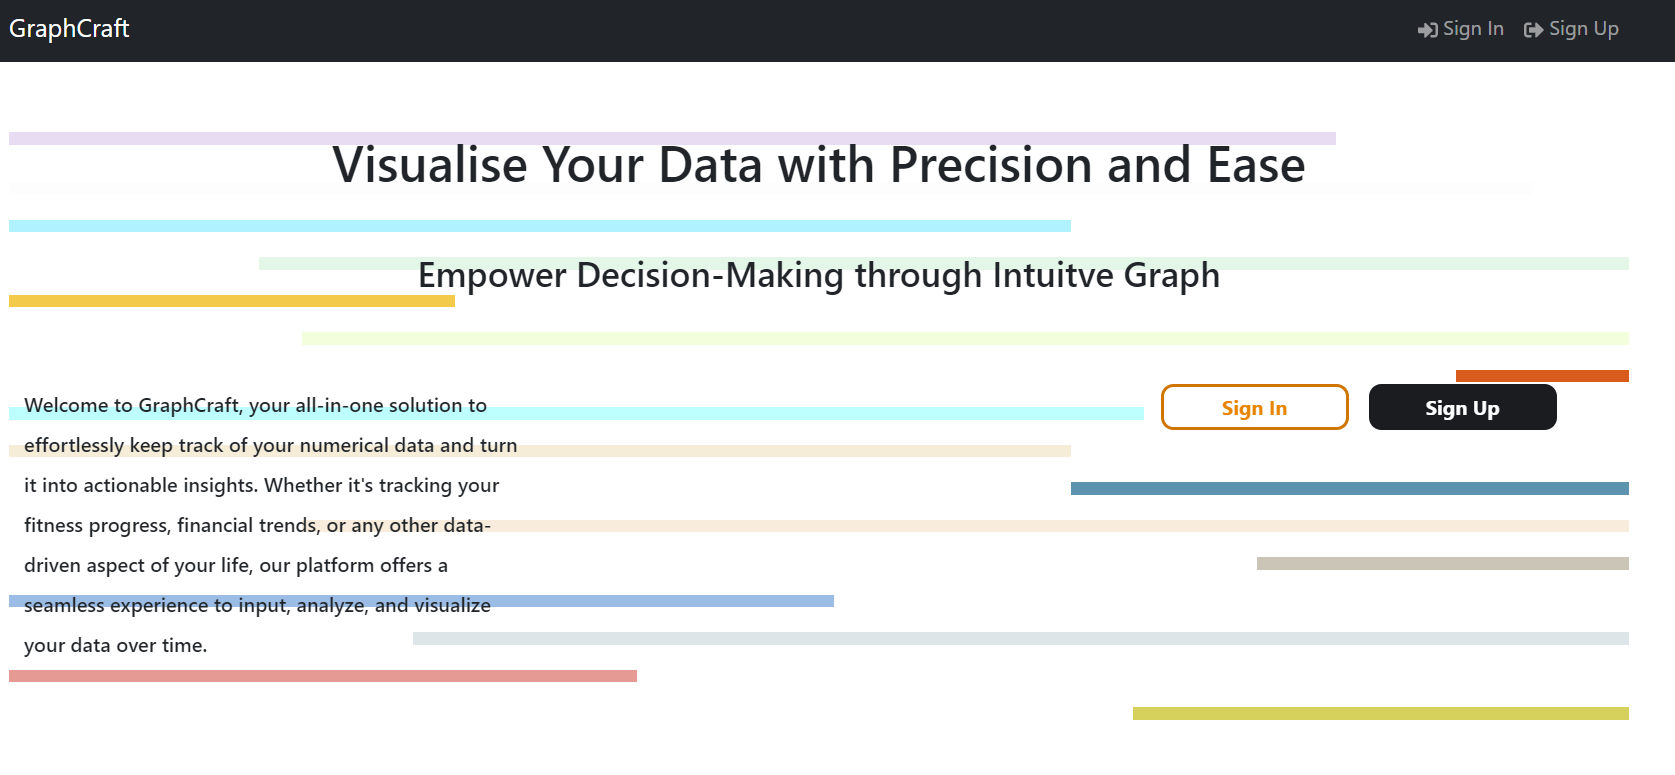 GraphCraft
Sign In
Sign Up
Visualise Your Data with Precision and Ease
Empower Decision-Making through Intuitve Graph
Welcome to GraphCraft, your all-in-one solution to
effortlessly keep track of your numerical data and turn
it into actionable insights. Whether it's tracking your
fitness progress, financial trends, or any other data-
driven aspect of your life, our platform offers a
seamless experience to input, analyze, and visualize
your data over time.
Sign In
Sign Up